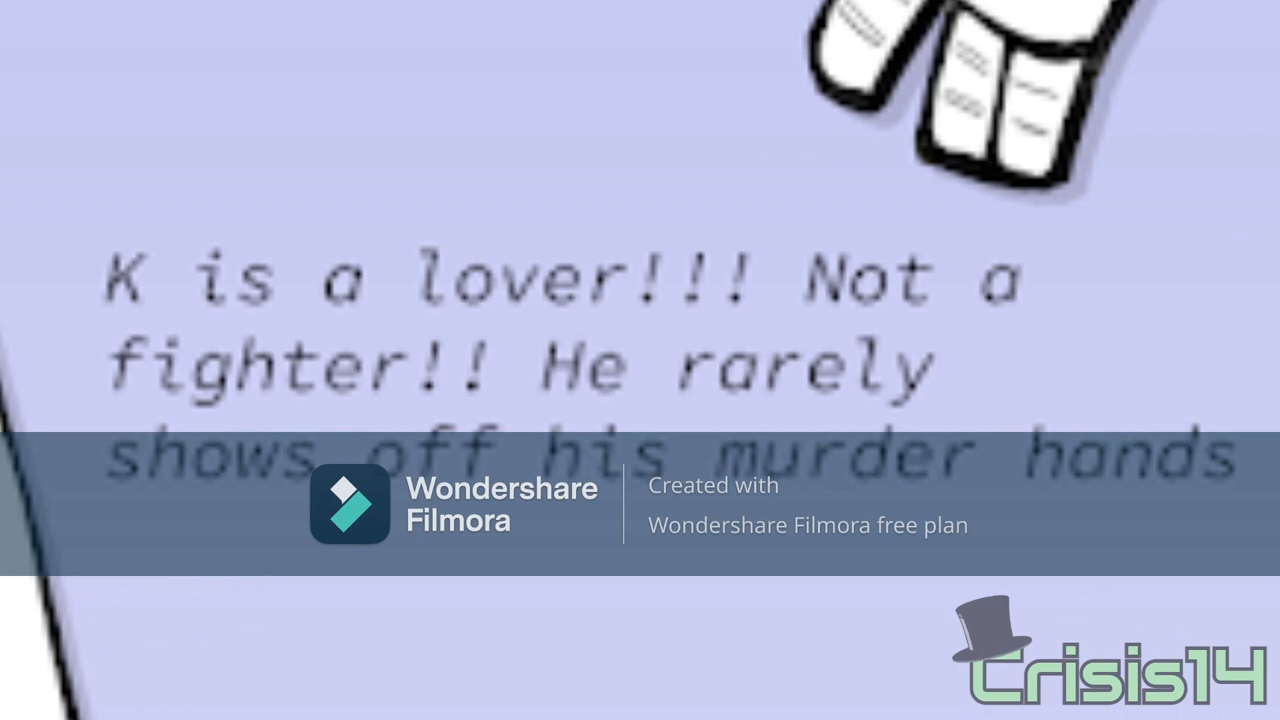 K is a lover!!! Not a
fighter!! He rarely
shows off his murder hands
Wondershare
Filmora
Created with
Wondershare Filmora free plan
Crisis14